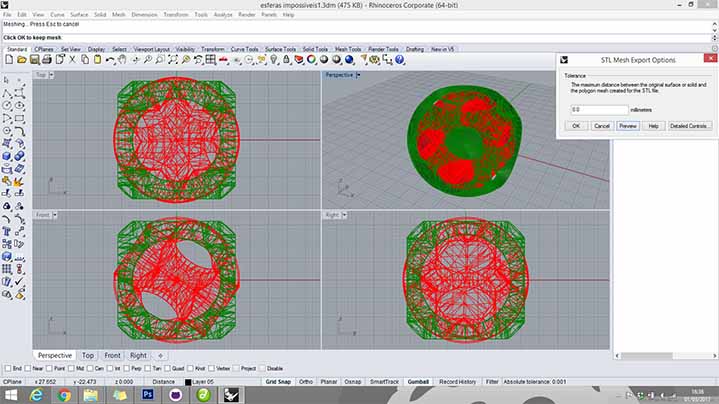 esferas impossiveis1.3dm (475 KB) - Rhinoceros Corporate (64-bit)
File Edit View Curve Surface Solid Mesh Dimension Transform Tools Analyze Render Panels Help
Meshing... Press Esc to cancel
Click OK to keep mesh:
Standard CPlanes Set View Display Select Viewport Layout Visibility Transform Curve Tools Surface Tools Solid Tools Mesh Tools Render Tools Drafting New in V5
Top
Perspective
STL Mesh Export Options
Tolerance
The maximum distance between the original surface or solid and
the polygon mesh created for the STL file.
0.0 millimeters
OK Cancel Preview Help Detailed Controls...
Front
Right
Perspective Top Front Right
End Near Point Mid Cen Int Perp Tan Quad Knot Vertex Project Disable
CPlane x 27.552 y -22.473 z 0.000 Distance Layer 05 Grid Snap Ortho Planar Osnap SmartTrack Gumball Record History Filter Absolute tolerance: 0.001
Ps
16:36
01/03/2017